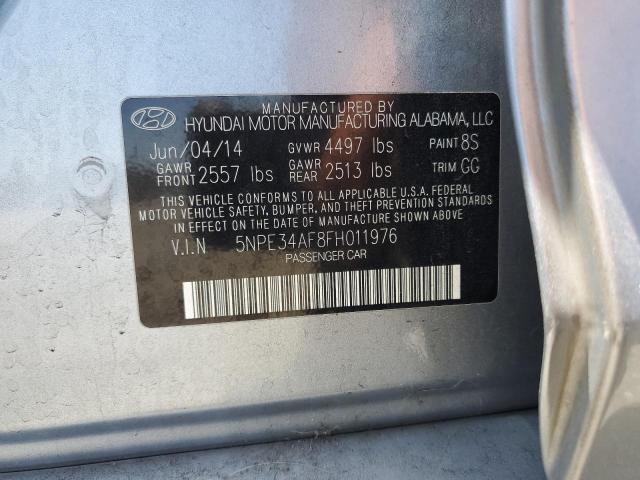 MANUFACTURED BY
HYUNDAI MOTOR MANUFACTURING ALABAMA, LLC
Jun/04/14 GVWR 4497 lbs PAINT 8S
GAWR FRONT 2557 lbs GAWR REAR 2513 lbs TRIM GG
THIS VEHICLE CONFORMS TO ALL APPLICABLE U.S.A. FEDERAL
MOTOR VEHICLE SAFETY, BUMPER, AND THEFT PREVENTION STANDARDS
IN EFFECT ON THE DATE OF MANUFACTURE SHOWN ABOVE.
V.I.N 5NPE34AF8FH011976
PASSENGER CAR